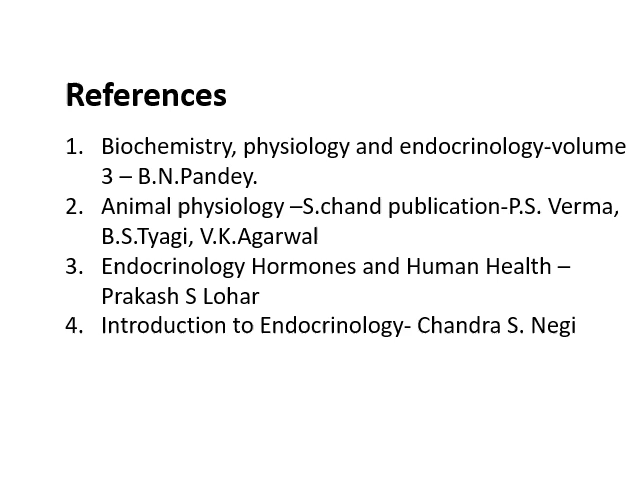 References
1. Biochemistry, physiology and endocrinology-volume
3 – B.N.Pandey.
2. Animal physiology –S.chand publication-P.S. Verma,
B.S.Tyagi, V.K.Agarwal
3. Endocrinology Hormones and Human Health –
Prakash S Lohar
4. Introduction to Endocrinology- Chandra S. Negi